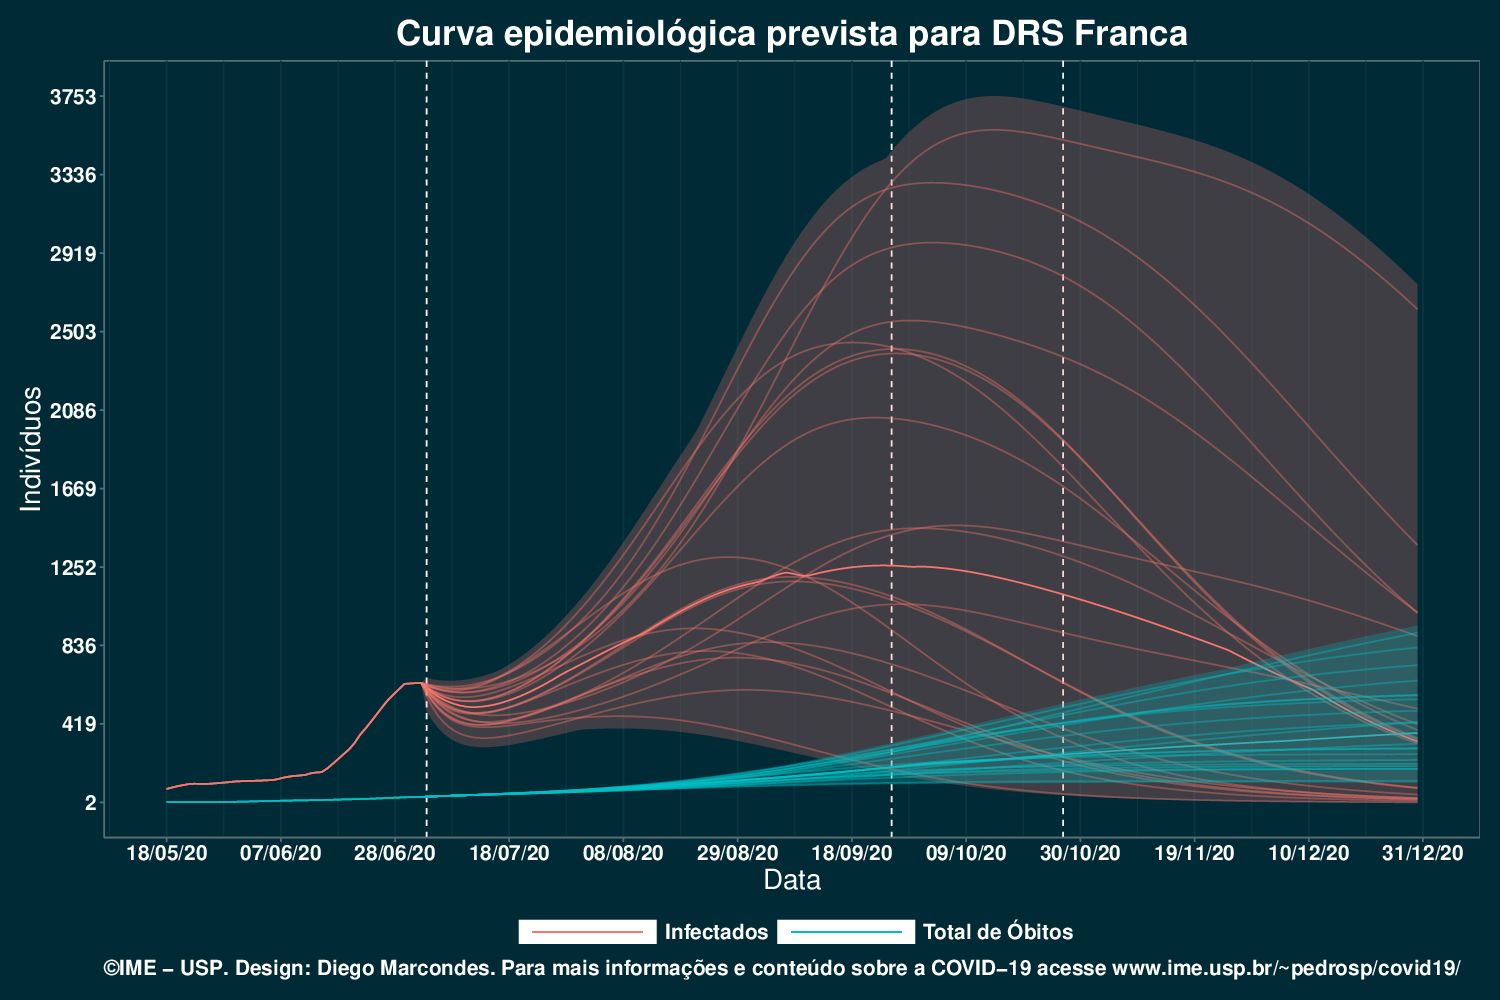 Curva epidemiológica prevista para DRS Franca
3753
3336
2919
2503
2086
1669
1252
836
419
2
Indivíduos
18/05/20 07/06/20 28/06/20 18/07/20 08/08/20 29/08/20 18/09/20 09/10/20 30/10/20 19/11/20 10/12/20 31/12/20
Data
Infectados Total de Óbitos
©IME – USP. Design: Diego Marcondes. Para mais informações e conteúdo sobre a COVID–19 acesse www.ime.usp.br/~pedrosp/covid19/